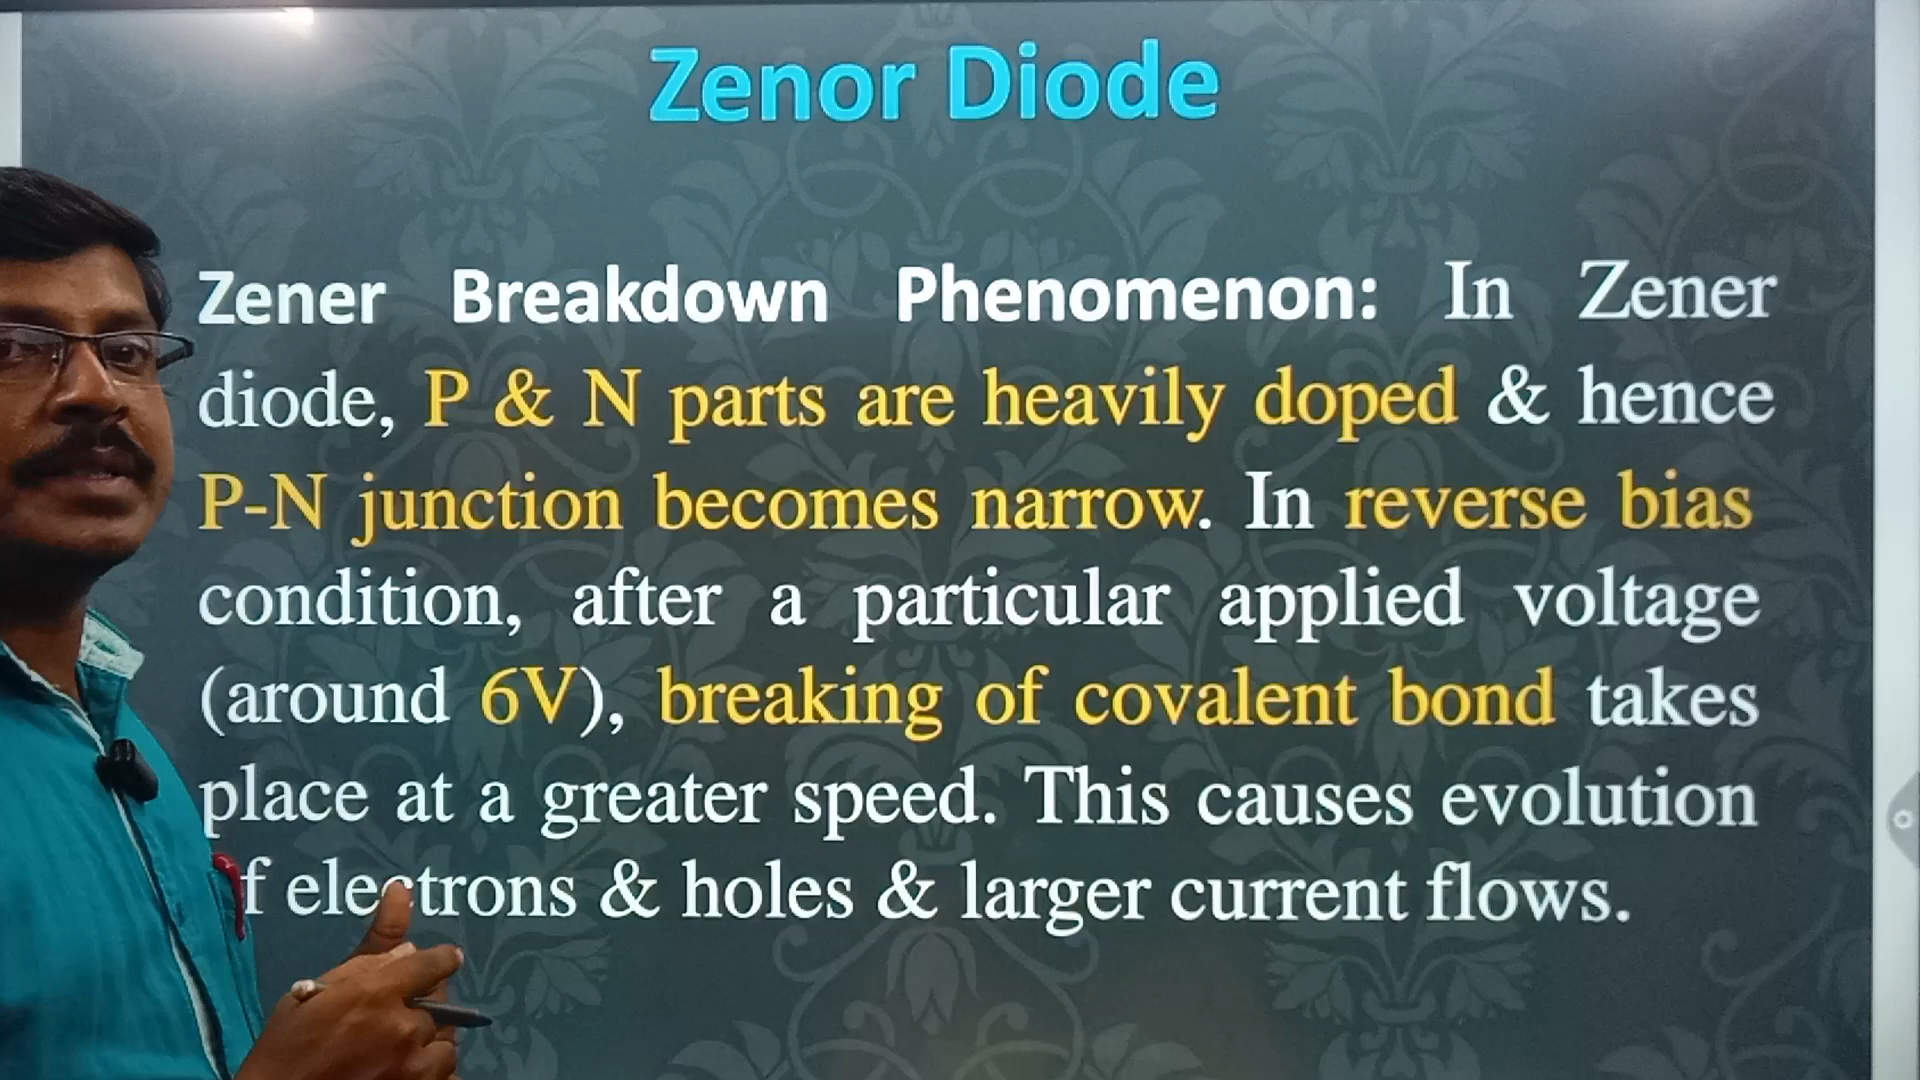 Zenor Diode
Zener Breakdown Phenomenon: In Zener
diode, P & N parts are heavily doped & hence
P-N junction becomes narrow. In reverse bias
condition, after a particular applied voltage
(around 6V), breaking of covalent bond takes
place at a greater speed. This causes evolution
f electrons & holes & larger current flows.